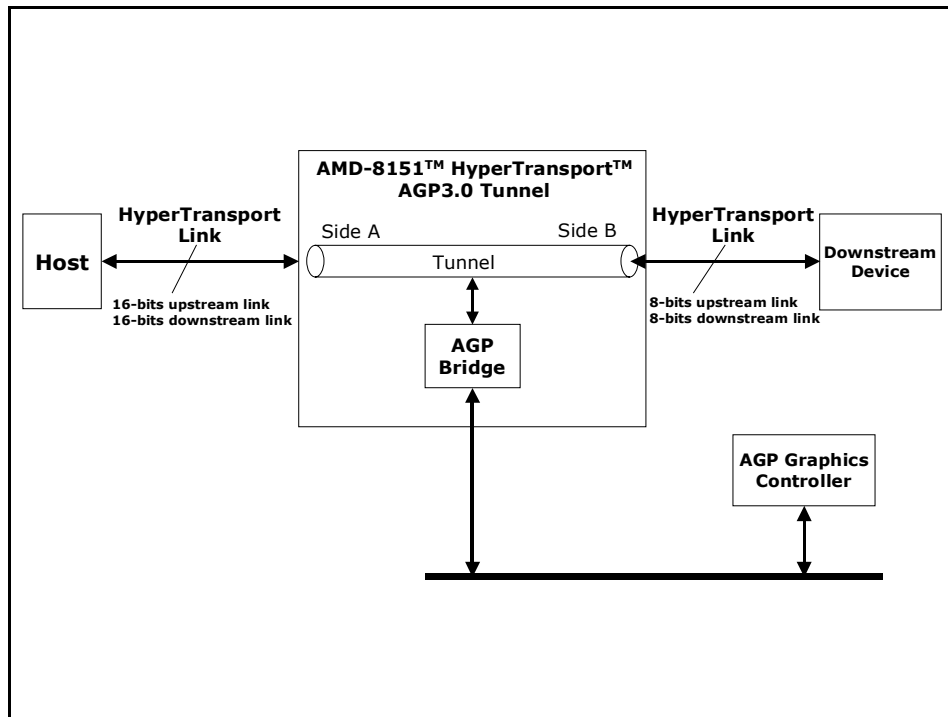 AMD-8151™ HyperTransport™
AGP3.0 Tunnel
HyperTransport
Link
Side A
Side B
HyperTransport
Link
Host
Tunnel
Downstream
Device
16-bits upstream link
16-bits downstream link
8-bits upstream link
8-bits downstream link
AGP
Bridge
AGP Graphics
Controller